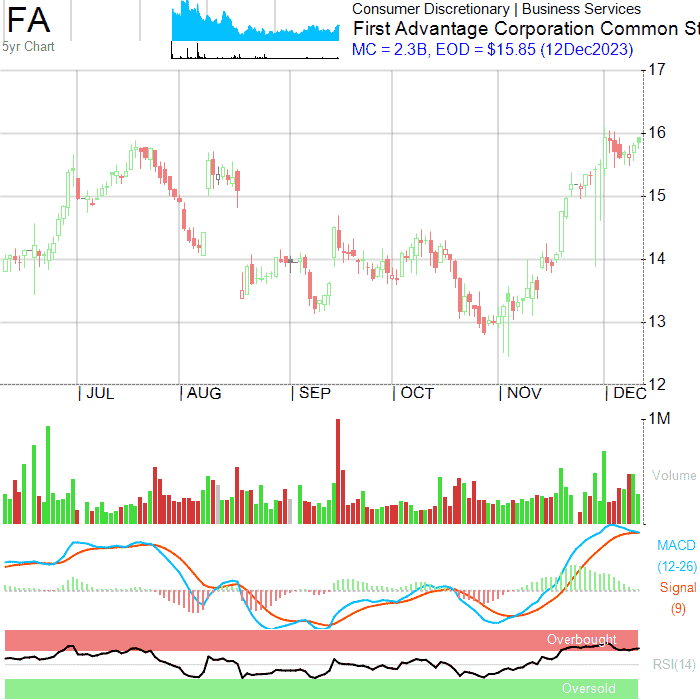 FA
5yr Chart
Consumer Discretionary | Business Services
First Advantage Corporation Common St
MC = 2.3B, EOD = $15.85 (12Dec2023)
17
16
15
14
13
12
JUL AUG SEP OCT NOV DEC
1M
Volume
MACD
(12-26)
Signal
(9)
Overbought
RSI(14)
Oversold